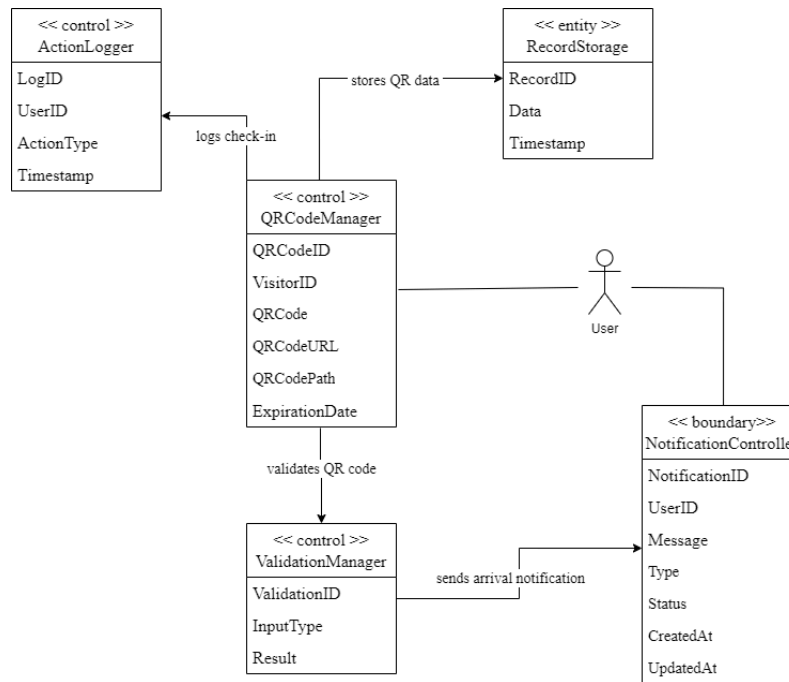 << control >>
ActionLogger
LogID
UserID
ActionType
Timestamp
<< entity >>
RecordStorage
RecordID
Data
Timestamp
stores QR data
logs check-in
<< control >>
QRCodeManager
QRCodeID
VisitorID
QRCode
QRCodeURL
QRCodePath
ExpirationDate
User
validates QR code
<< control >>
ValidationManager
ValidationID
InputType
Result
sends arrival notification
<< boundary>>
NotificationControlle
NotificationID
UserID
Message
Type
Status
CreatedAt
UpdatedAt